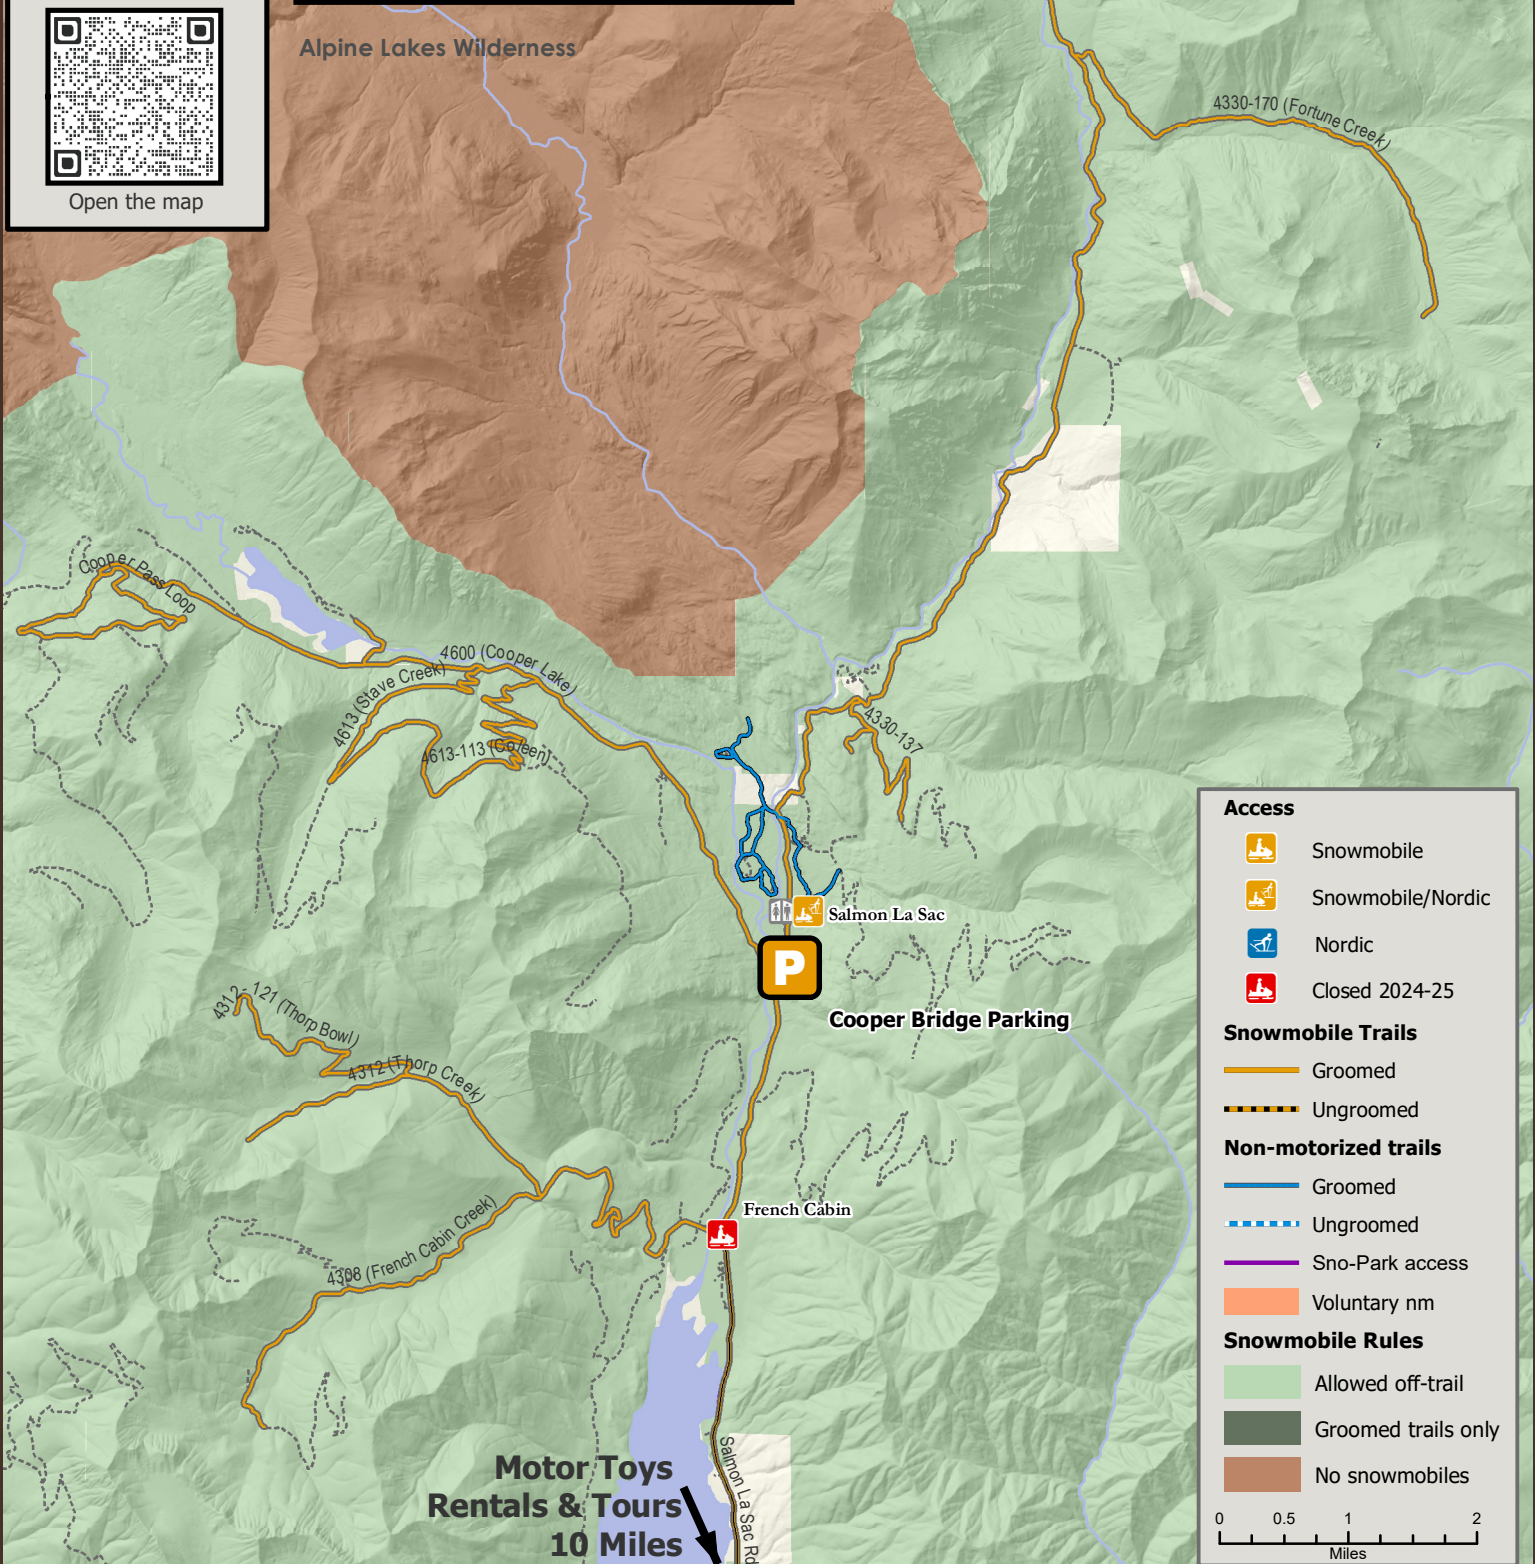 Open the map
Alpine Lakes Wilderness
4330-170 (Fortune Creek)
Cooper Pass Loop
4600 (Cooper Lake)
4613 (Stave Creek)
4613-113 (Coleen)
4330-137
Salmon La Sac
P
Cooper Bridge Parking
4312 - 121 (Thorp Bowl)
4312 (Thorp Creek)
French Cabin
4308 (French Cabin Creek)
Motor Toys
Rentals & Tours
10 Miles
Salmon La Sac Rd
Access
Snowmobile
Snowmobile/Nordic
Nordic
Closed 2024-25
Snowmobile Trails
Groomed
Ungroomed
Non-motorized trails
Groomed
Ungroomed
Sno-Park access
Voluntary nm
Snowmobile Rules
Allowed off-trail
Groomed trails only
No snowmobiles
0 0.5 1 2
Miles